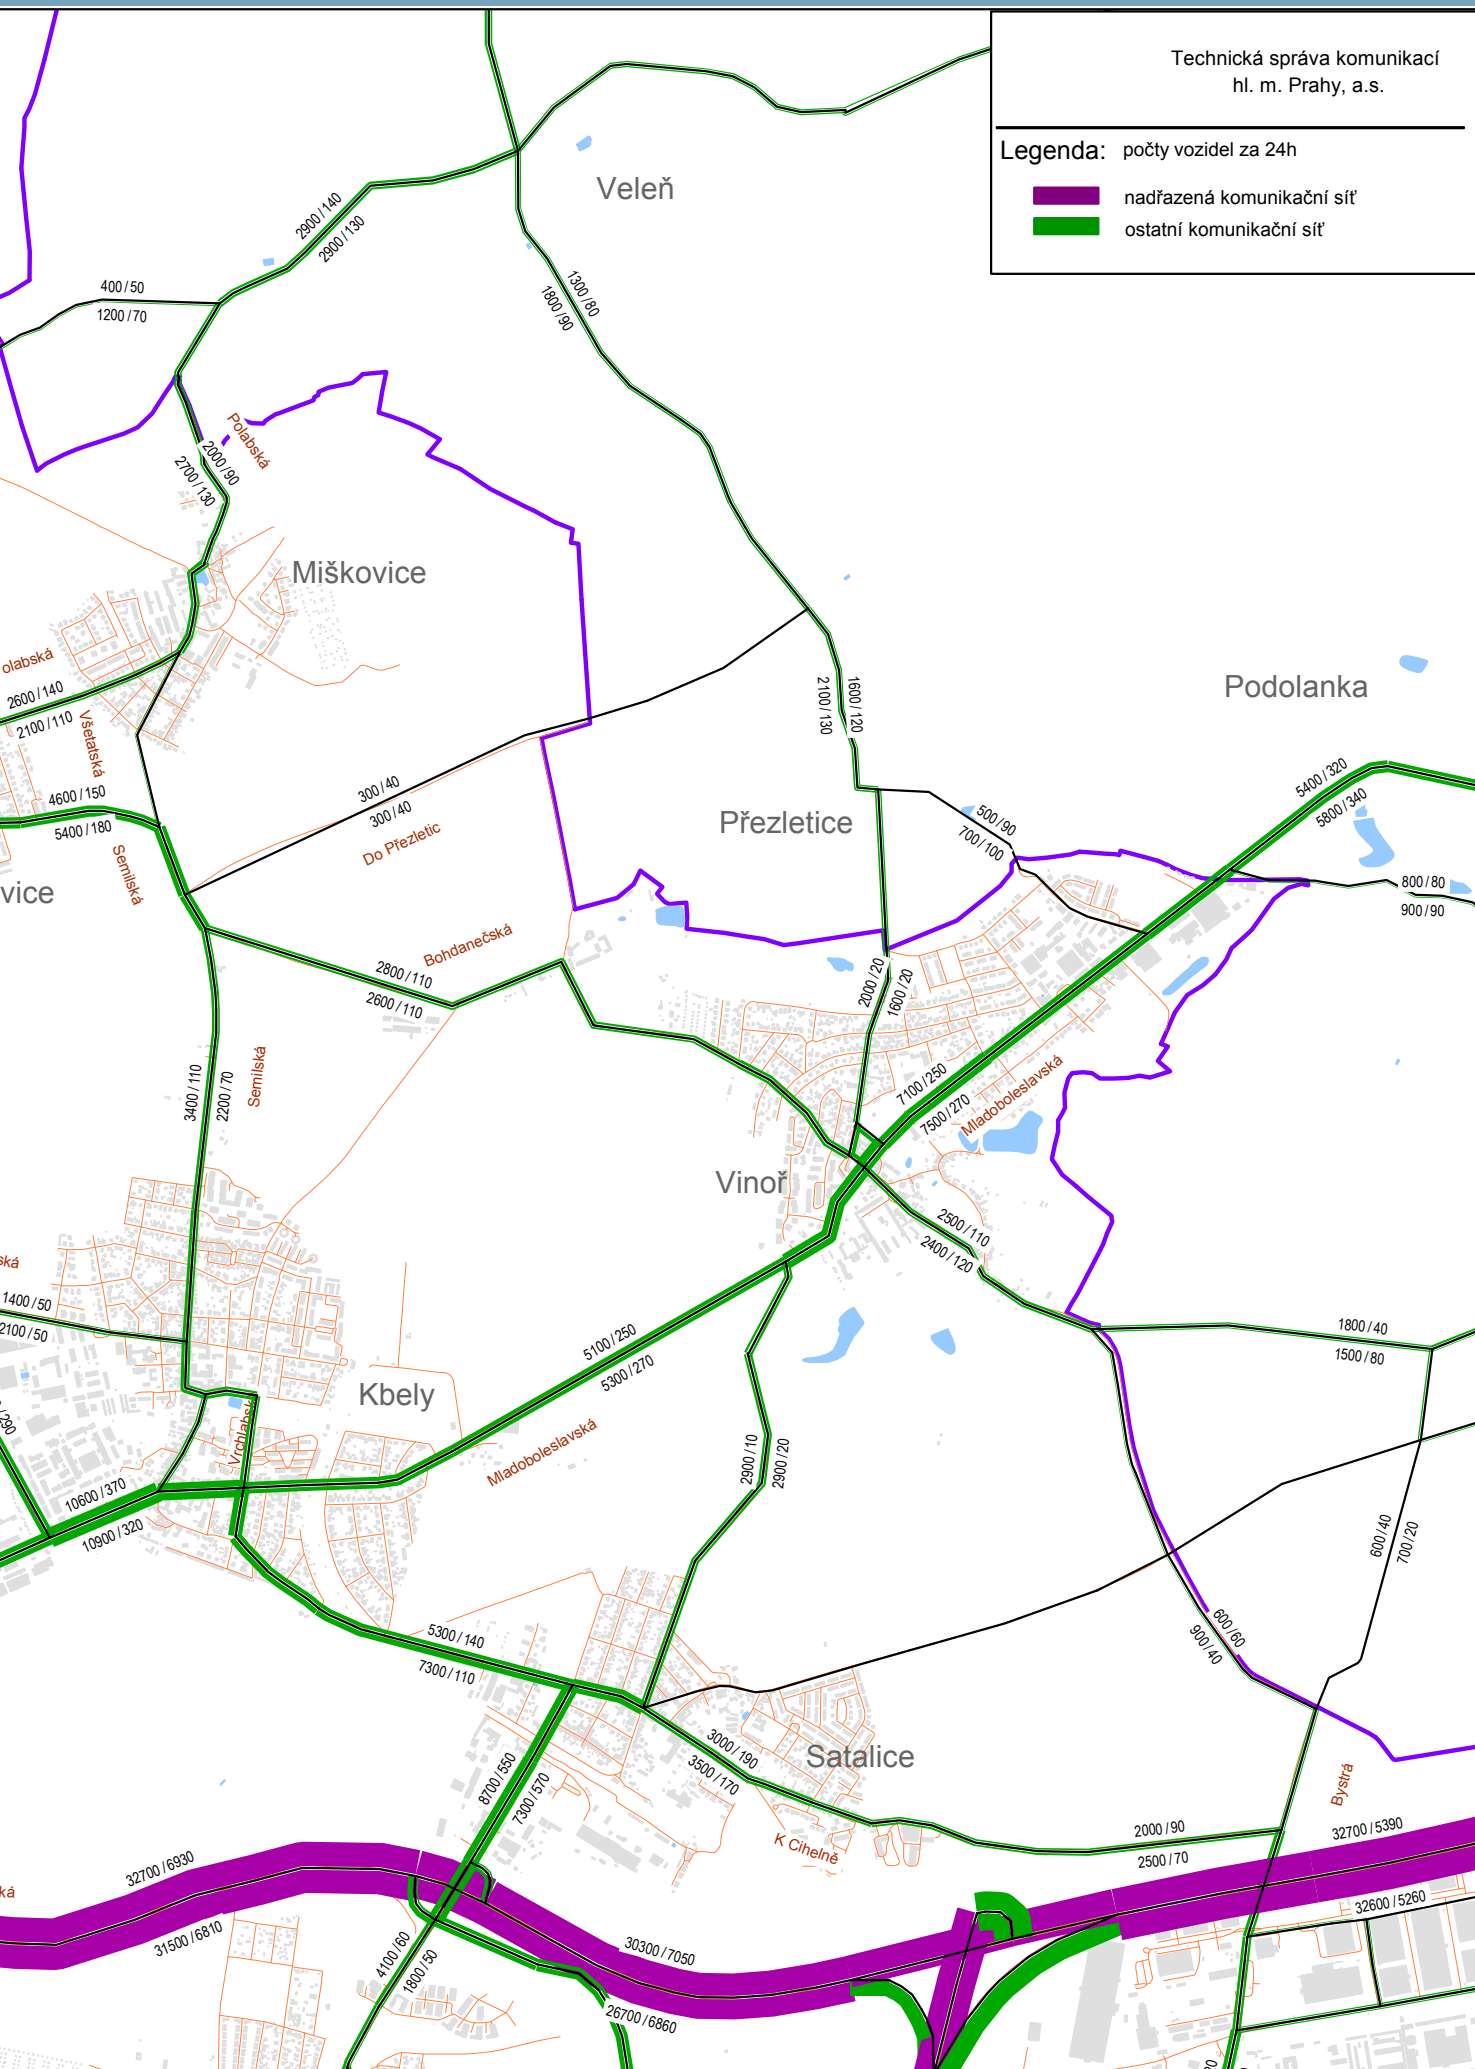 Technická správa komunikací
hl. m. Prahy, a.s.
Legenda: počty vozidel za 24h
nadřazená komunikační síť
ostatní komunikační síť
Veleň
2900/140
2900/130
400/50
1200/70
1300/80
1800/90
Polabská
2000/90
2700/130
Miškovice
olabská
2600/140
2100/110
Všetatská
1600/120
2100/130
Podolanka
4600/150
5400/180
300/40
300/40
Do Přezletic
Přezletice
500/90
700/100
5400/320
5800/340
Semilská
vice
800/80
900/90
Bohdanečská
2800/110
2600/110
2000/20
1600/20
3400/110
2200/70
Semilská
7100/250
7500/270
Mladoboleslavská
Vinoř
2500/110
2400/120
ská
1400/50
2100/50
1800/40
1500/80
5100/250
5300/270
Kbely
/290
Vrchlabsk
Mladoboleslavská
2900/10
2900/20
10600/370
10900/320
600/40
700/20
5300/140
7300/110
600/60
900/40
3000/190
3500/170
Satalice
8700/550
7300/570
Bystrá
K Cihelně
2000/90
2500/70
32700/5390
32600/5260
32700/6930
31500/6810
ká
4100/60
1800/50
30300/7050
26700/6860